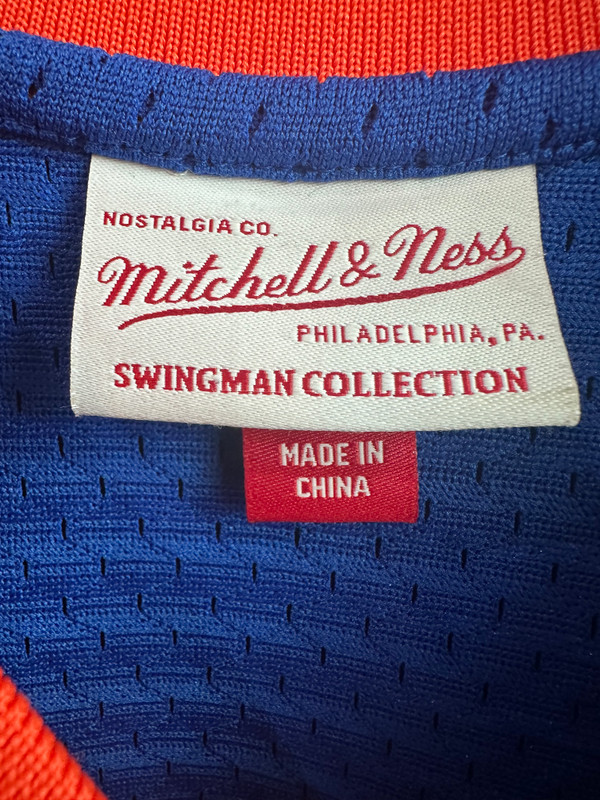 NOSTALGIA CO.
Mitchell & Ness
PHILADELPHIA, PA.
SWINGMAN COLLECTION
MADE IN
CHINA